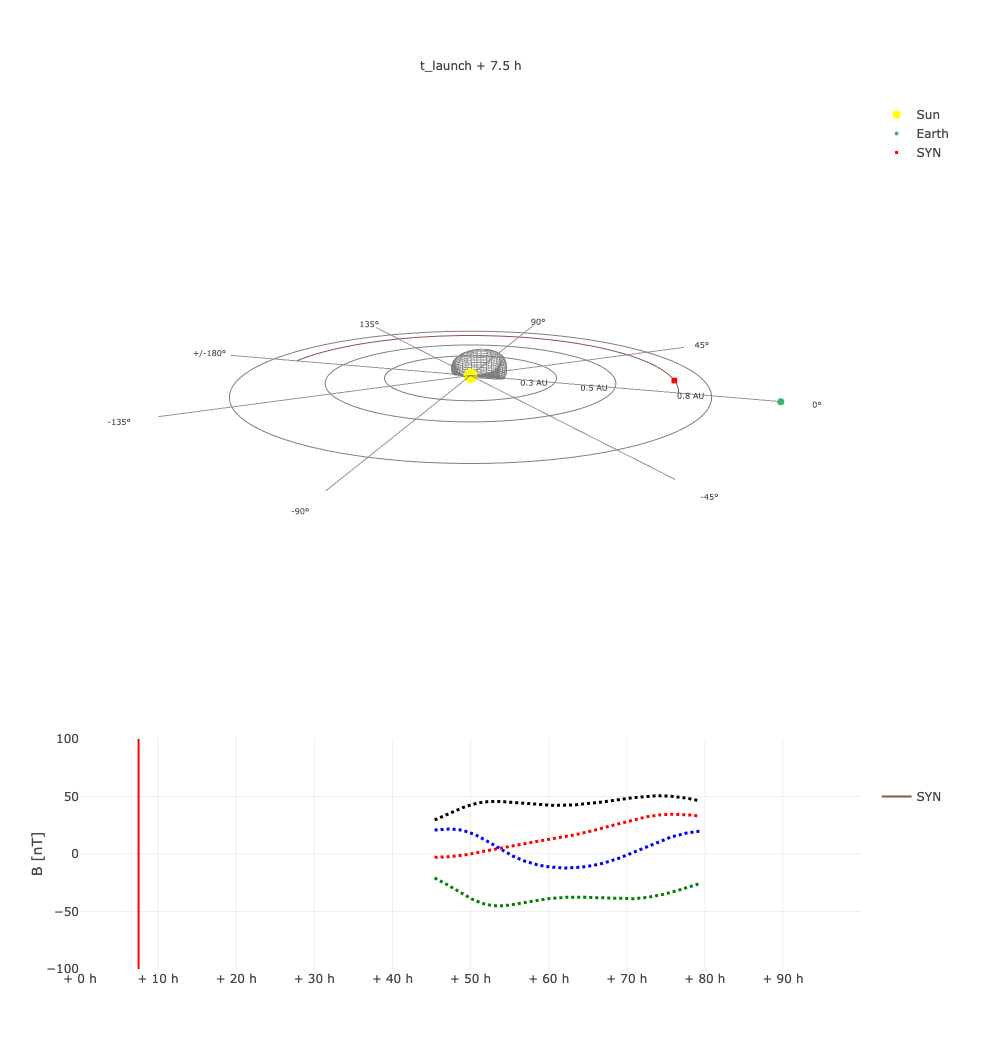 t_launch + 7.5 h
Sun
Earth
SYN
135°
90°
45°
+/-180°
0.3 AU
0.5 AU
0.8 AU
0°
-135°
-45°
-90°
100
50
0
−50
−100
B [nT]
SYN
+ 0 h
+ 10 h
+ 20 h
+ 30 h
+ 40 h
+ 50 h
+ 60 h
+ 70 h
+ 80 h
+ 90 h